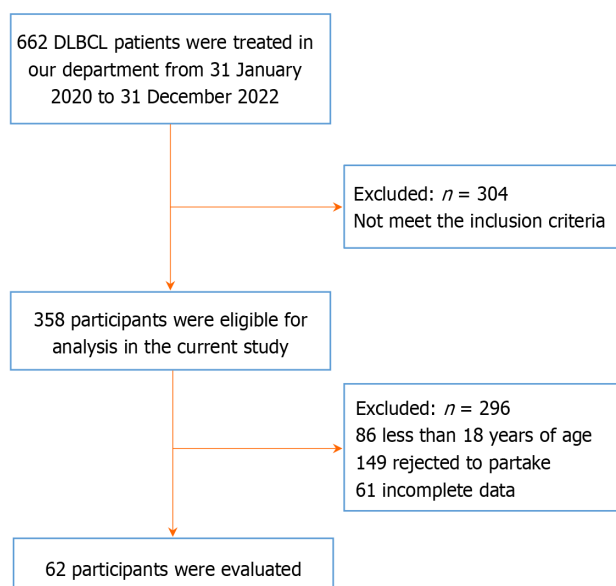 662 DLBCL patients were treated in
our department from 31 January
2020 to 31 December 2022
Excluded: n = 304
Not meet the inclusion criteria
358 participants were eligible for
analysis in the current study
Excluded: n = 296
86 less than 18 years of age
149 rejected to partake
61 incomplete data
62 participants were evaluated